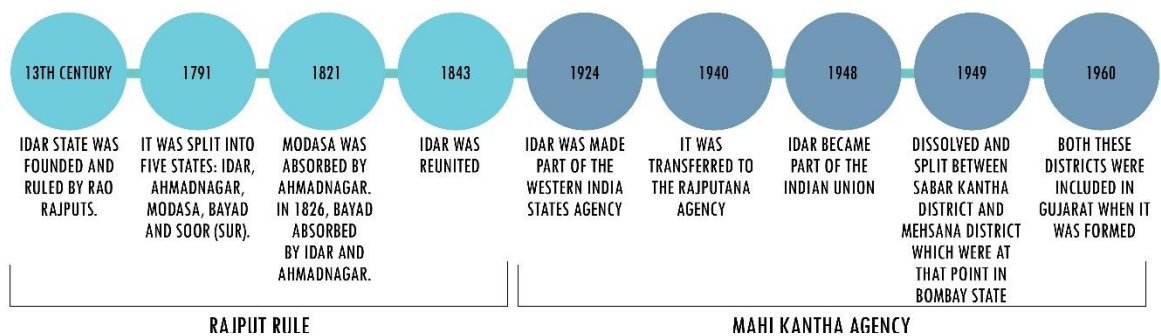 13TH CENTURY
IDAR STATE WAS
FOUNDED AND
RULED BY RAO
RAJPUTS.
1791
IT WAS SPLIT INTO
FIVE STATES: IDAR,
AHMADNAGAR,
MODASA, BAYAD
AND SOOR (SUR).
1821
MODASA WAS
ABSORBED BY
AHMADNAGAR.
IN 1826, BAYAD
ABSORBED
BY IDAR AND
AHMADNAGAR.
1843
IDAR WAS
REUNITED
1924
IDAR WAS MADE
PART OF THE
WESTERN INDIA
STATES AGENCY
1940
IT WAS
TRANSFERRED TO
THE RAJPUTANA
AGENCY
1948
IDAR BECAME
PART OF THE
INDIAN UNION
1949
DISSOLVED AND
SPLIT BETWEEN
SABAR KANTHA
DISTRICT AND
MEHSANA DISTRICT
WHICH WERE AT
THAT POINT IN
BOMBAY STATE
1960
BOTH THESE
DISTRICTS WERE
INCLUDED IN
GUJARAT WHEN IT
WAS FORMED
RAJPUT RULE
MAHI KANTHA AGENCY